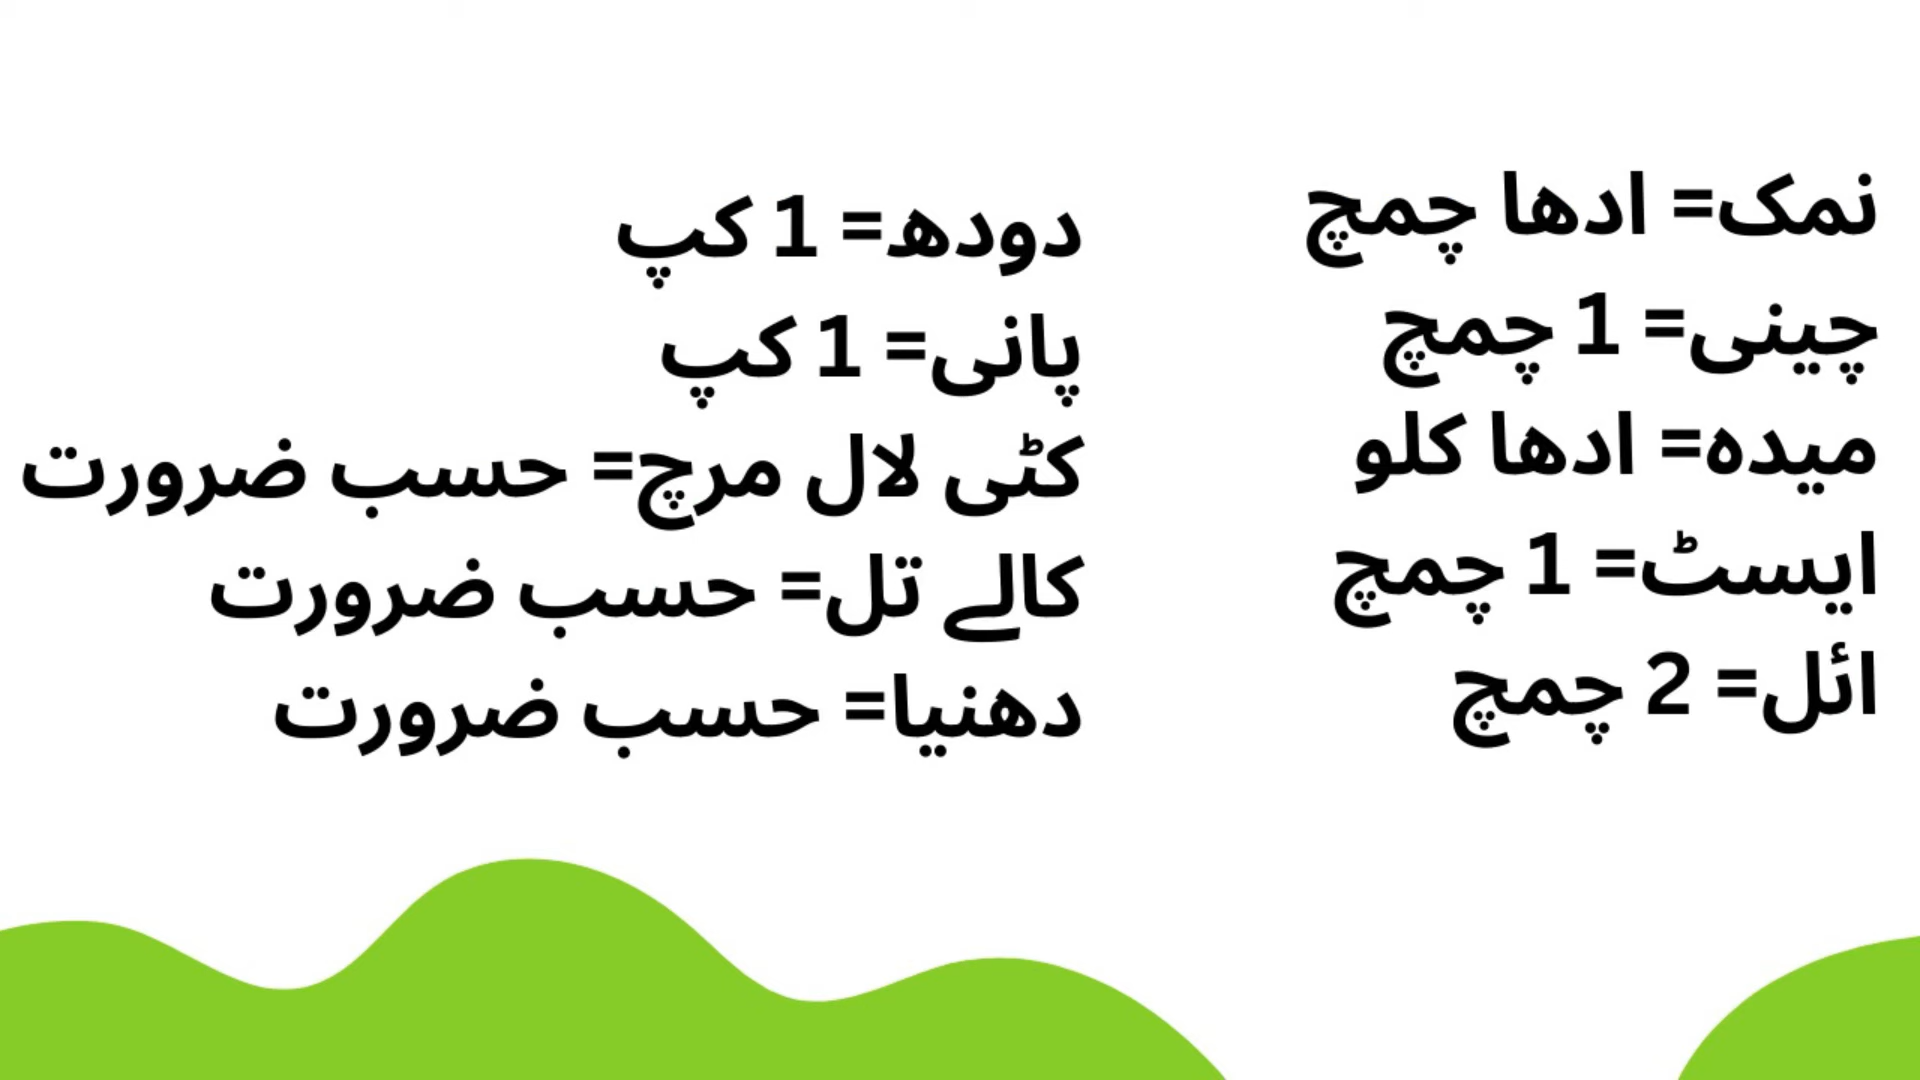 نمک= ادھا چمچ
چینی= 1 چمچ
میدہ= ادھا کلو
ایسٹ= 1 چمچ
ائل= 2 چمچ
دودھ= 1 کپ
پانی= 1 کپ
کٹی لال مرچ= حسب ضرورت
کالے تل= حسب ضرورت
دھنیا= حسب ضرورت